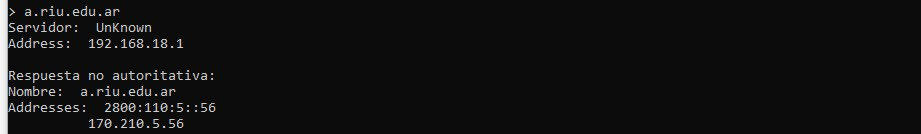 > a.riu.edu.ar
Servidor:  UnKnown
Address:  192.168.18.1

Respuesta no autoritativa:
Nombre:  a.riu.edu.ar
Addresses:  2800:110:5::56
          170.210.5.56